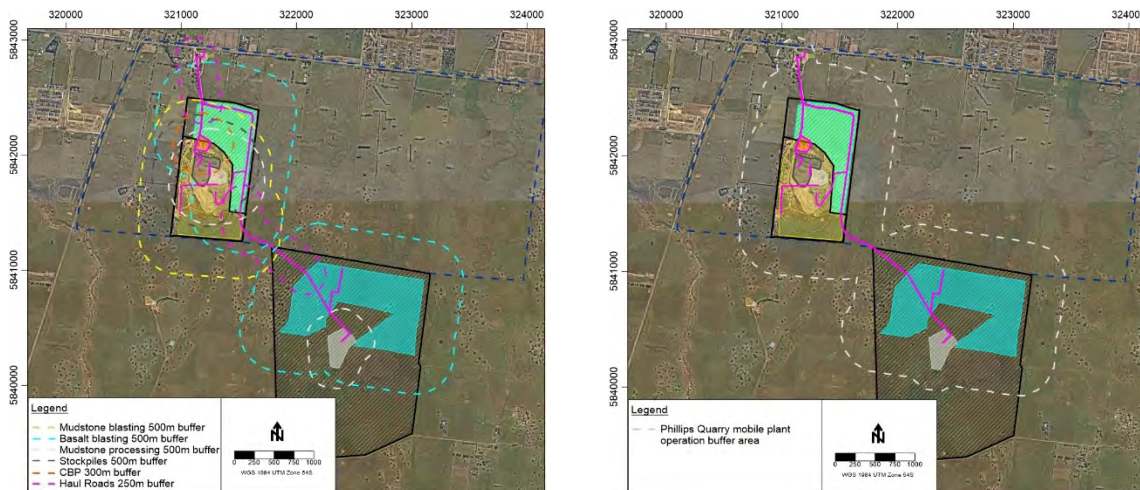 320000 321000 322000 323000 324000
5843000
5842000
5841000
5840000
Legend
Mudstone blasting 500m buffer
Basalt blasting 500m buffer
Mudstone processing 500m buffer
Stockpiles 500m buffer
CBP 300m buffer
Haul Roads 250m buffer
N
0 250 500 750 1000
WGS 1984 UTM Zone 54S
320000 321000 322000 323000 324000
5843000
5842000
5841000
5840000
Legend
Phillips Quarry mobile plant
operation buffer area
N
0 250 500 750 1000
WGS 1984 UTM Zone 54S